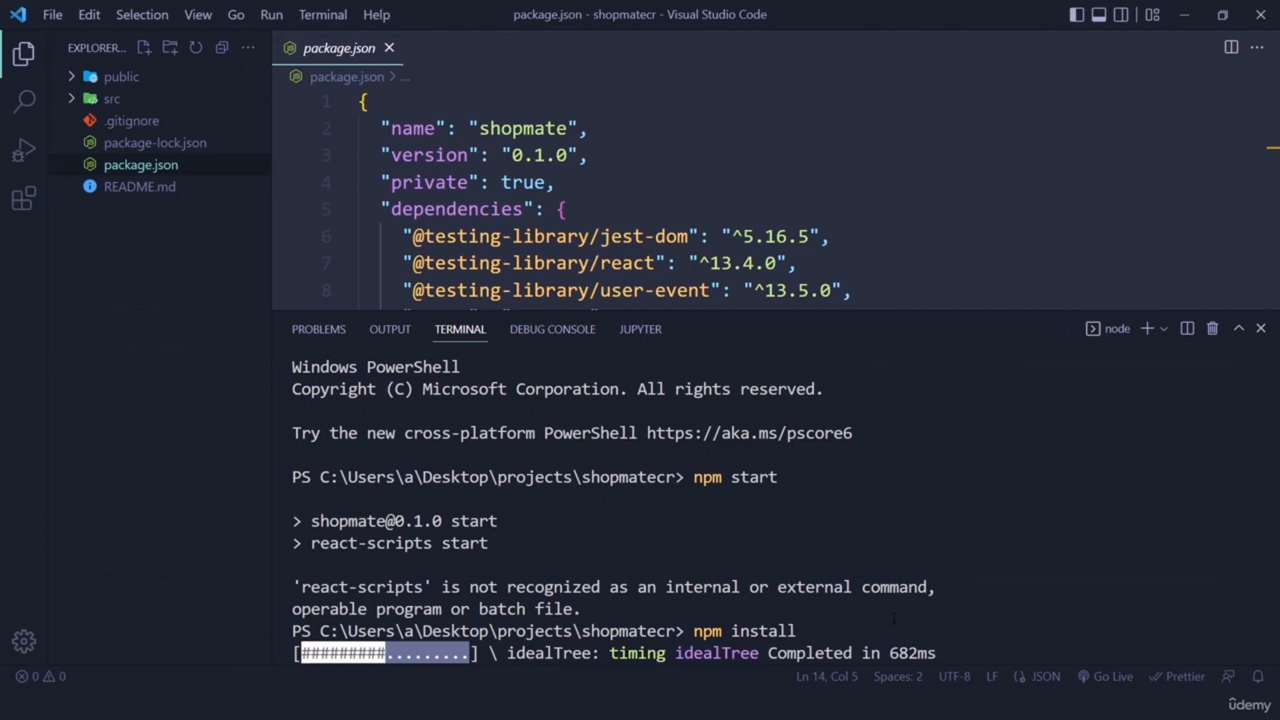 File Edit Selection View Go Run Terminal Help package.json - shopmatecr - Visual Studio Code
EXPLORER...
public
src
.gitignore
package-lock.json
package.json
README.md
package.json
package.json > ...
1 {
2 "name": "shopmate",
3 "version": "0.1.0",
4 "private": true,
5 "dependencies": {
6 "@testing-library/jest-dom": "^5.16.5",
7 "@testing-library/react": "^13.4.0",
8 "@testing-library/user-event": "^13.5.0",
PROBLEMS OUTPUT TERMINAL DEBUG CONSOLE JUPYTER node
Windows PowerShell
Copyright (C) Microsoft Corporation. All rights reserved.
Try the new cross-platform PowerShell https://aka.ms/pscore6
PS C:\Users\a\Desktop\projects\shopmatecr> npm start
> shopmate@0.1.0 start
> react-scripts start
'react-scripts' is not recognized as an internal or external command,
operable program or batch file.
PS C:\Users\a\Desktop\projects\shopmatecr> npm install
[#########.........] \ idealTree: timing idealTree Completed in 682ms
0 0 Ln 14, Col 5 Spaces: 2 UTF-8 LF {} JSON Go Live Prettier
ûdemy